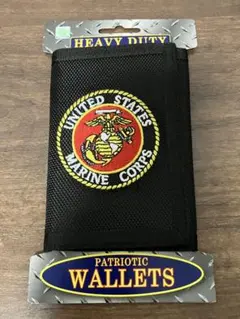 HEAVY DUTY
UNITED STATES
MARINE CORPS
PATRIOTIC
WALLETS